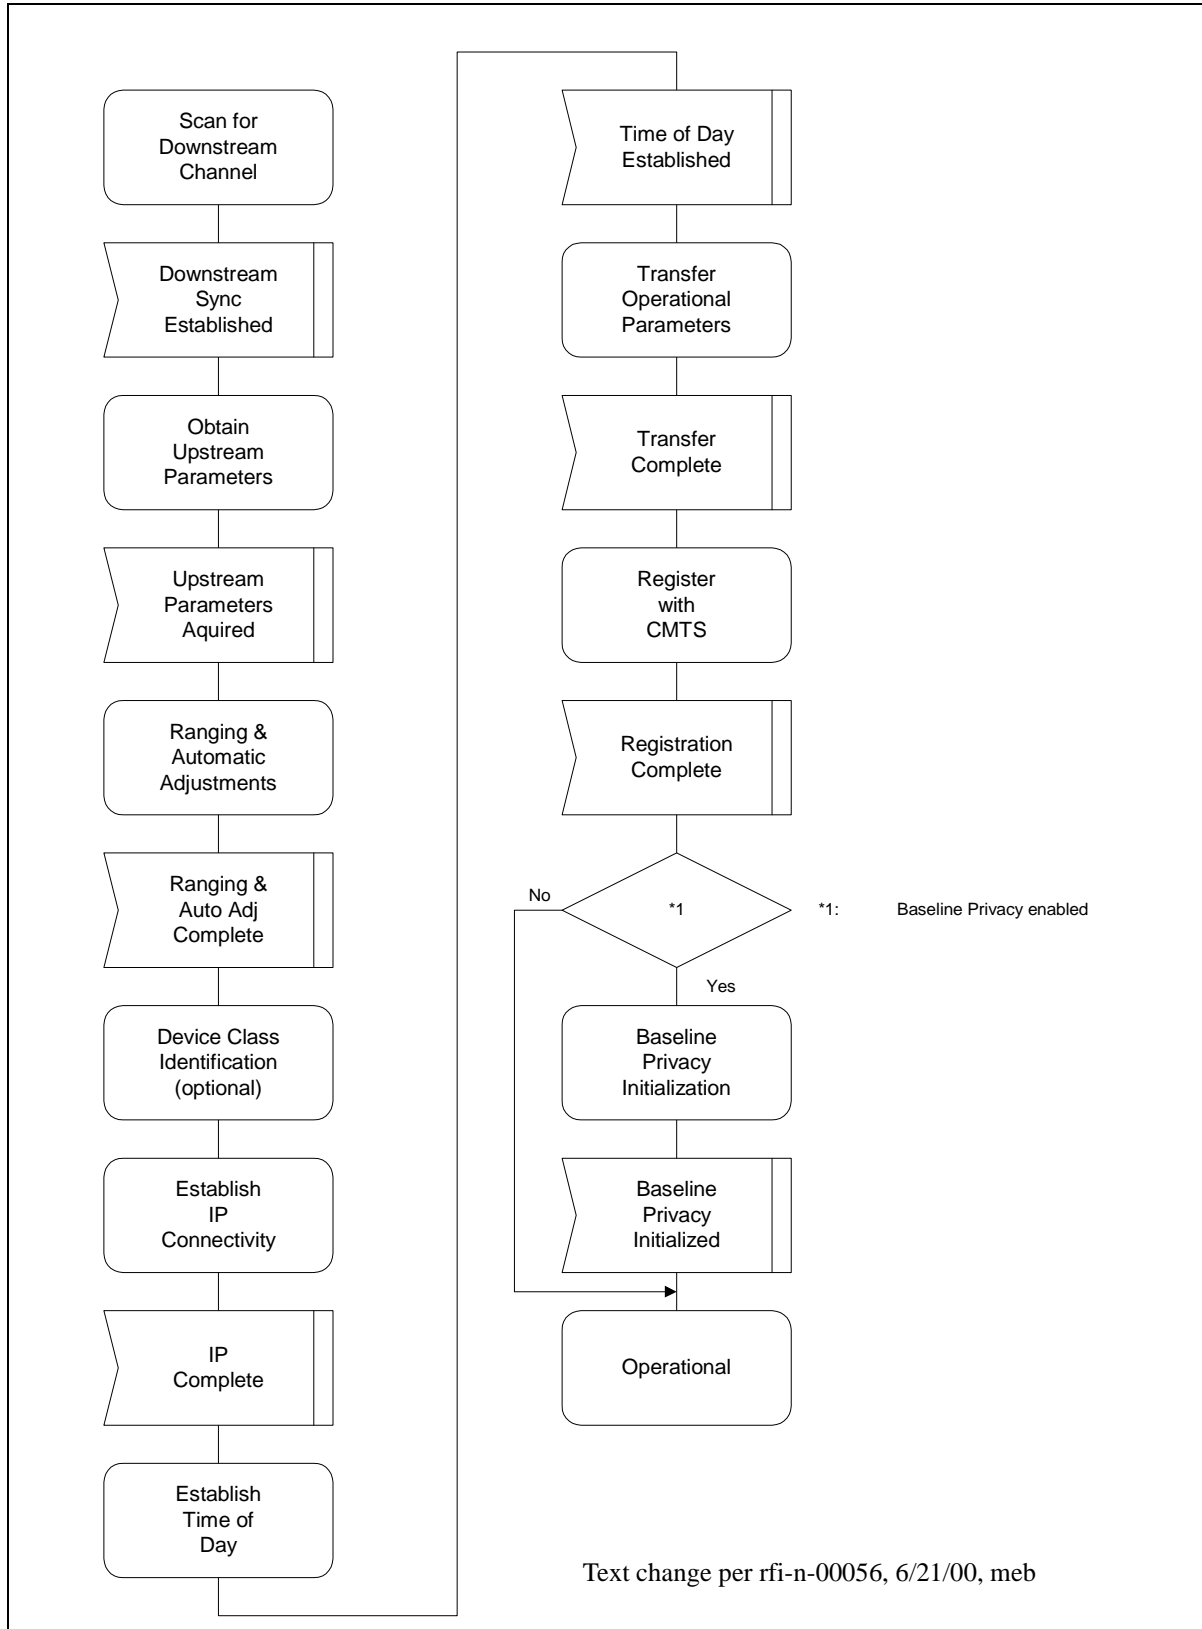 Scan for
Downstream
Channel
Downstream
Sync
Established
Obtain
Upstream
Parameters
Upstream
Parameters
Aquired
Ranging &
Automatic
Adjustments
Ranging &
Auto Adj
Complete
Device Class
Identification
(optional)
Establish
IP
Connectivity
IP
Complete
Establish
Time of
Day
Time of Day
Established
Transfer
Operational
Parameters
Transfer
Complete
Register
with
CMTS
Registration
Complete
No
*1
*1: Baseline Privacy enabled
Yes
Baseline
Privacy
Initialization
Baseline
Privacy
Initialized
Operational
Text change per rfi-n-00056, 6/21/00, meb